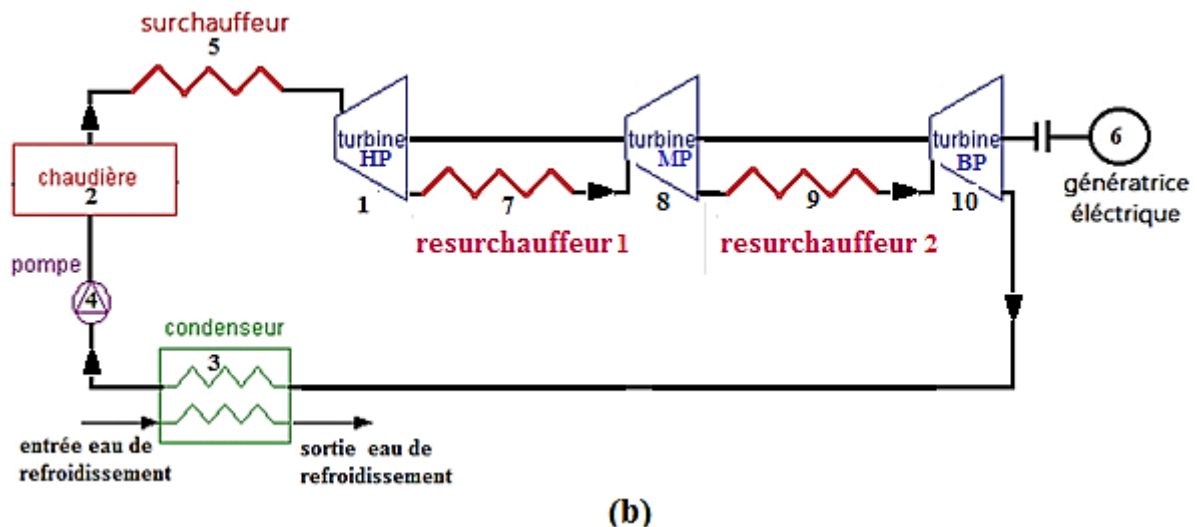 surchauffeur
5
chaudière
2
pompe
4
condenseur
3
entrée eau de
refroidissement
sortie eau de
refroidissement
turbine
HP
1
7
resurchauffeur 1
turbine
MP
8
9
resurchauffeur 2
turbine
BP
10
6
génératrice
éléctrique
(b)